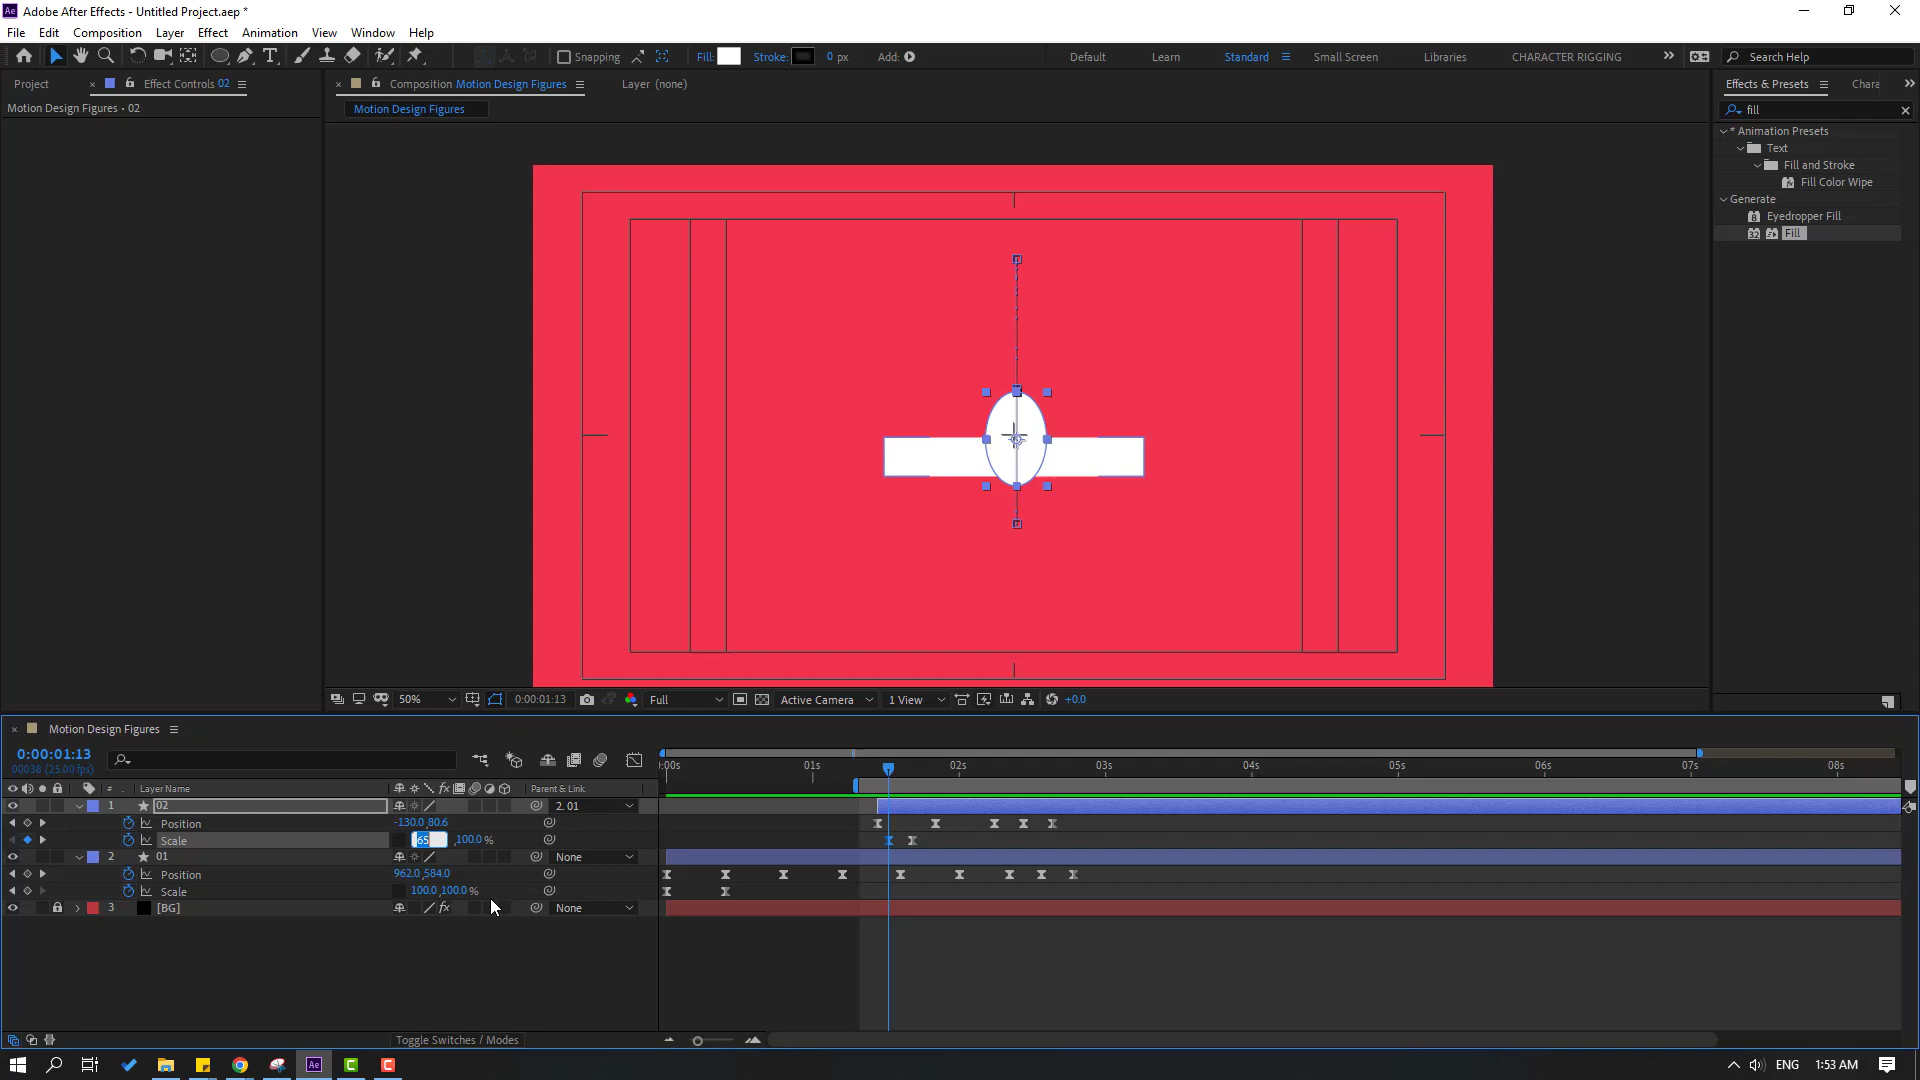 Adobe After Effects - Untitled Project.aep *
File Edit Composition Layer Effect Animation View Window Help
Snapping Fill: Stroke: 0 px Add: Default Learn Standard Small Screen Libraries CHARACTER RIGGING Search Help
Project Effect Controls 02 Composition Motion Design Figures Layer (none) Effects & Presets Chara
Motion Design Figures • 02
Motion Design Figures
fill
* Animation Presets
Text
Fill and Stroke
Fill Color Wipe
Generate
Eyedropper Fill
Fill
50% 0:00:01:13 Full Active Camera 1 View +0.0
Motion Design Figures
0:00:01:13
00038 (25.00 fps)
:00s 01s 02s 03s 04s 05s 06s 07s 08s
# Layer Name Parent & Link
1 02 2. 01
Position -130.0,80.6
Scale 65 ,100.0 %
2 01 None
Position 962.0,584.0
Scale 100.0,100.0 %
3 [BG] None
Toggle Switches / Modes
ENG 1:53 AM